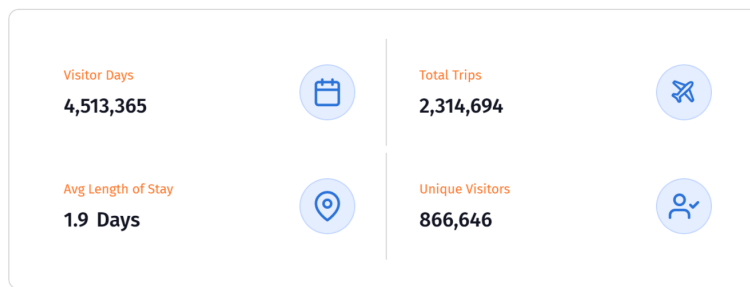 Visitor Days
4,513,365
Total Trips
2,314,694
Avg Length of Stay
1.9 Days
Unique Visitors
866,646